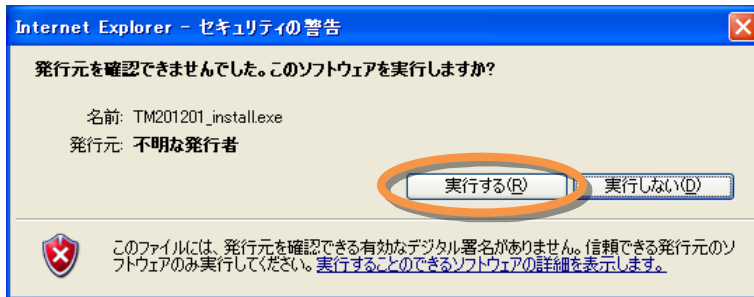 Internet Explorer - セキュリティの警告
発行元を確認できませんでした。このソフトウェアを実行しますか?
名前: TM201201_install.exe
発行元: 不明な発行者
実行する(R) 実行しない(D)
このファイルには、発行元を確認できる有効なデジタル署名がありません。信頼できる発行元のソ
フトウェアのみ実行してください。実行することのできるソフトウェアの詳細を表示します。